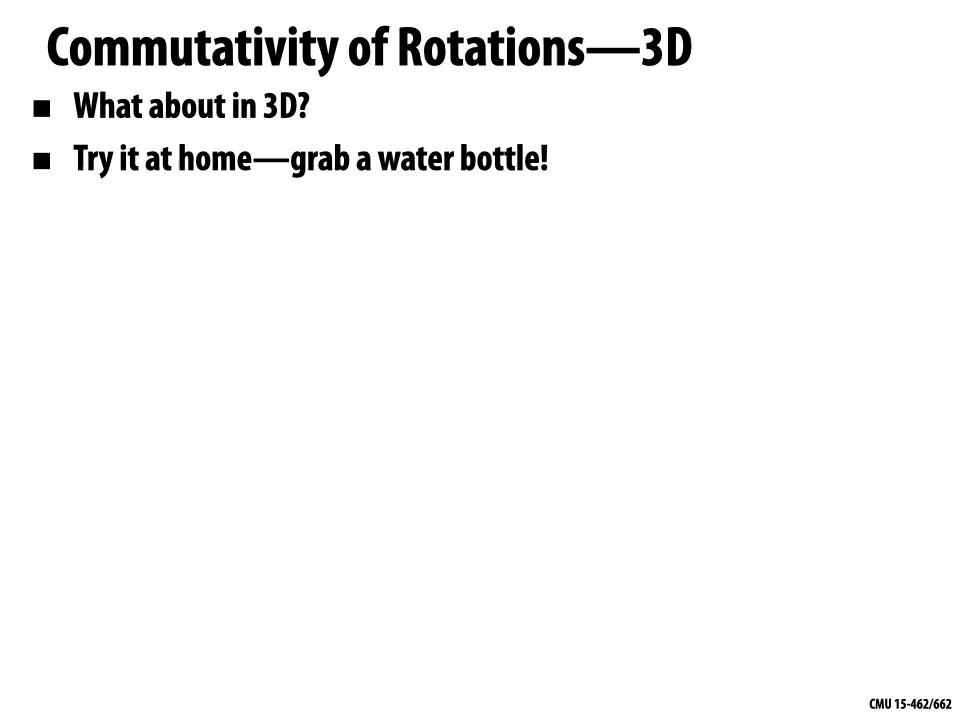 Commutativity of Rotations—3D
■ What about in 3D?
■ Try it at home—grab a water bottle!
CMU 15-462/662